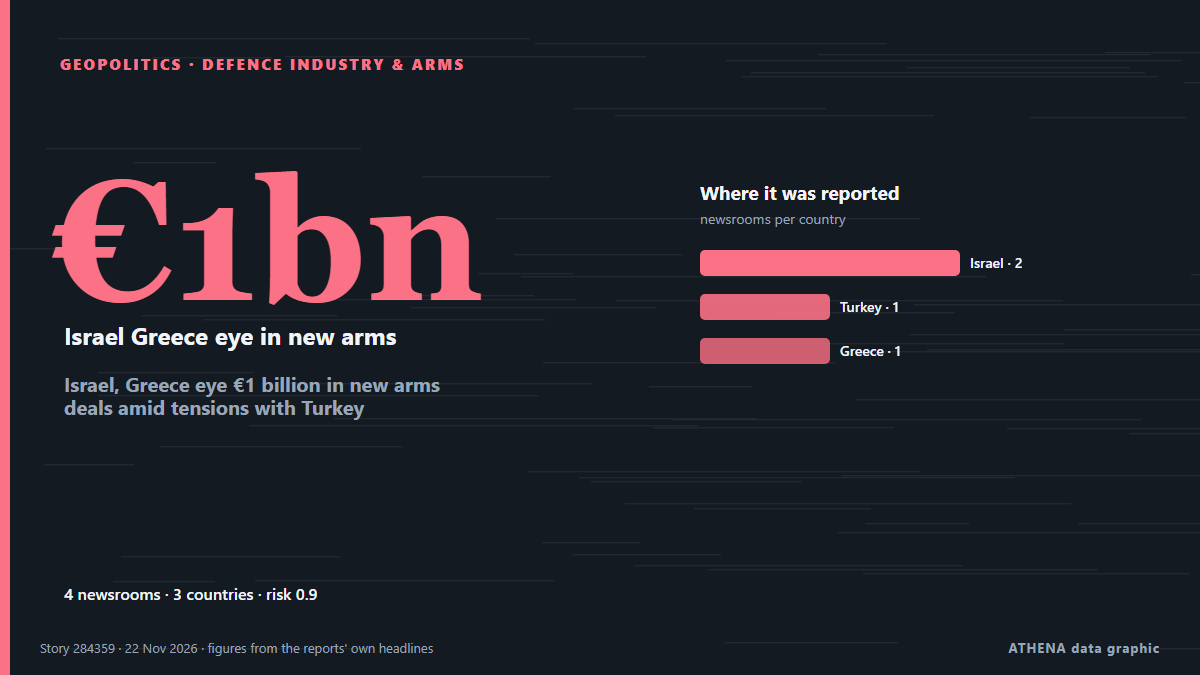 GEOPOLITICS · DEFENCE INDUSTRY & ARMS
€1bn
Israel Greece eye in new arms
Israel, Greece eye €1 billion in new arms
deals amid tensions with Turkey
Where it was reported
newsrooms per country
Israel · 2
Turkey · 1
Greece · 1
4 newsrooms · 3 countries · risk 0.9
Story 284359 · 22 Nov 2026 · figures from the reports' own headlines
ATHENA data graphic